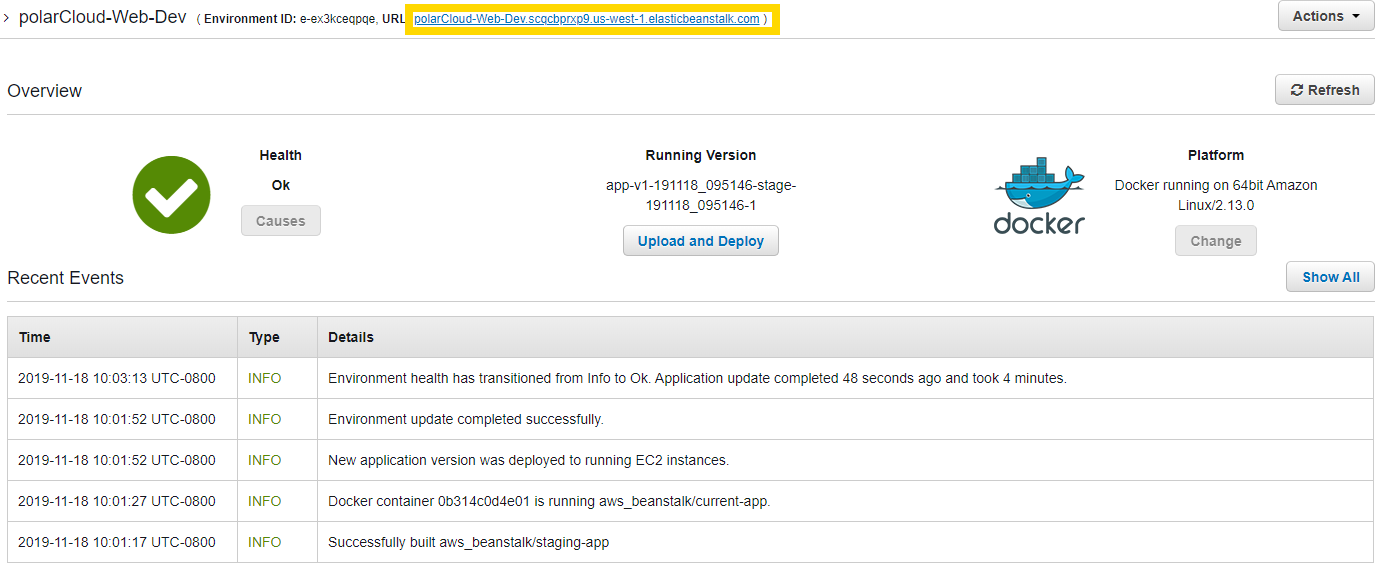 polarCloud-Web-Dev ( Environment ID: e-ex3kceqpqe, URL: polarCloud-Web-Dev.scqcbprxp9.us-west-1.elasticbeanstalk.com )
Actions
Overview
Refresh
Health
Ok
Causes
Running Version
app-v1-191118_095146-stage-
191118_095146-1
Upload and Deploy
docker
Platform
Docker running on 64bit Amazon
Linux/2.13.0
Change
Recent Events
Show All
Time Type Details
2019-11-18 10:03:13 UTC-0800 INFO Environment health has transitioned from Info to Ok. Application update completed 48 seconds ago and took 4 minutes.
2019-11-18 10:01:52 UTC-0800 INFO Environment update completed successfully.
2019-11-18 10:01:52 UTC-0800 INFO New application version was deployed to running EC2 instances.
2019-11-18 10:01:27 UTC-0800 INFO Docker container 0b314c0d4e01 is running aws_beanstalk/current-app.
2019-11-18 10:01:17 UTC-0800 INFO Successfully built aws_beanstalk/staging-app